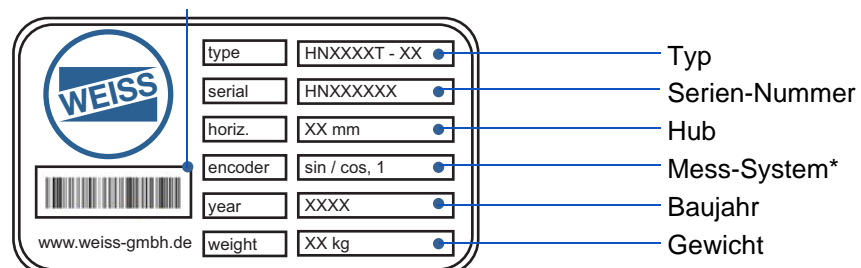 type HNXXXXT - XX Typ
WEISS
serial HNXXXXXX Serien-Nummer
horiz. XX mm Hub
encoder sin / cos, 1 Mess-System*
year XXXX Baujahr
www.weiss-gmbh.de weight XX kg Gewicht